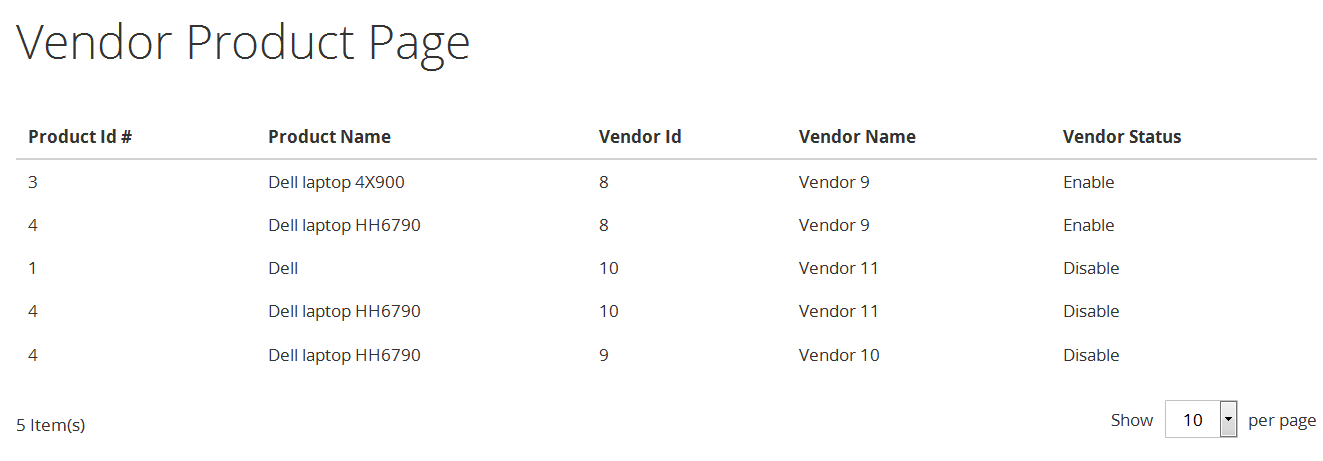 Vendor Product Page
Product Id # Product Name Vendor Id Vendor Name Vendor Status
3 Dell laptop 4X900 8 Vendor 9 Enable
4 Dell laptop HH6790 8 Vendor 9 Enable
1 Dell 10 Vendor 11 Disable
4 Dell laptop HH6790 10 Vendor 11 Disable
4 Dell laptop HH6790 9 Vendor 10 Disable
5 Item(s) Show 10 per page